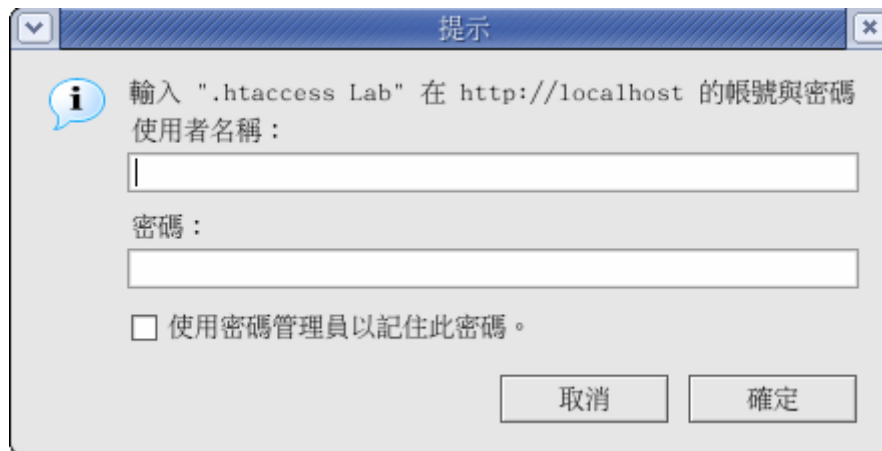 提示
輸入 ".htaccess Lab" 在 http://localhost 的帳號與密碼
使用者名稱：
密碼：
使用密碼管理員以記住此密碼。
取消
確定